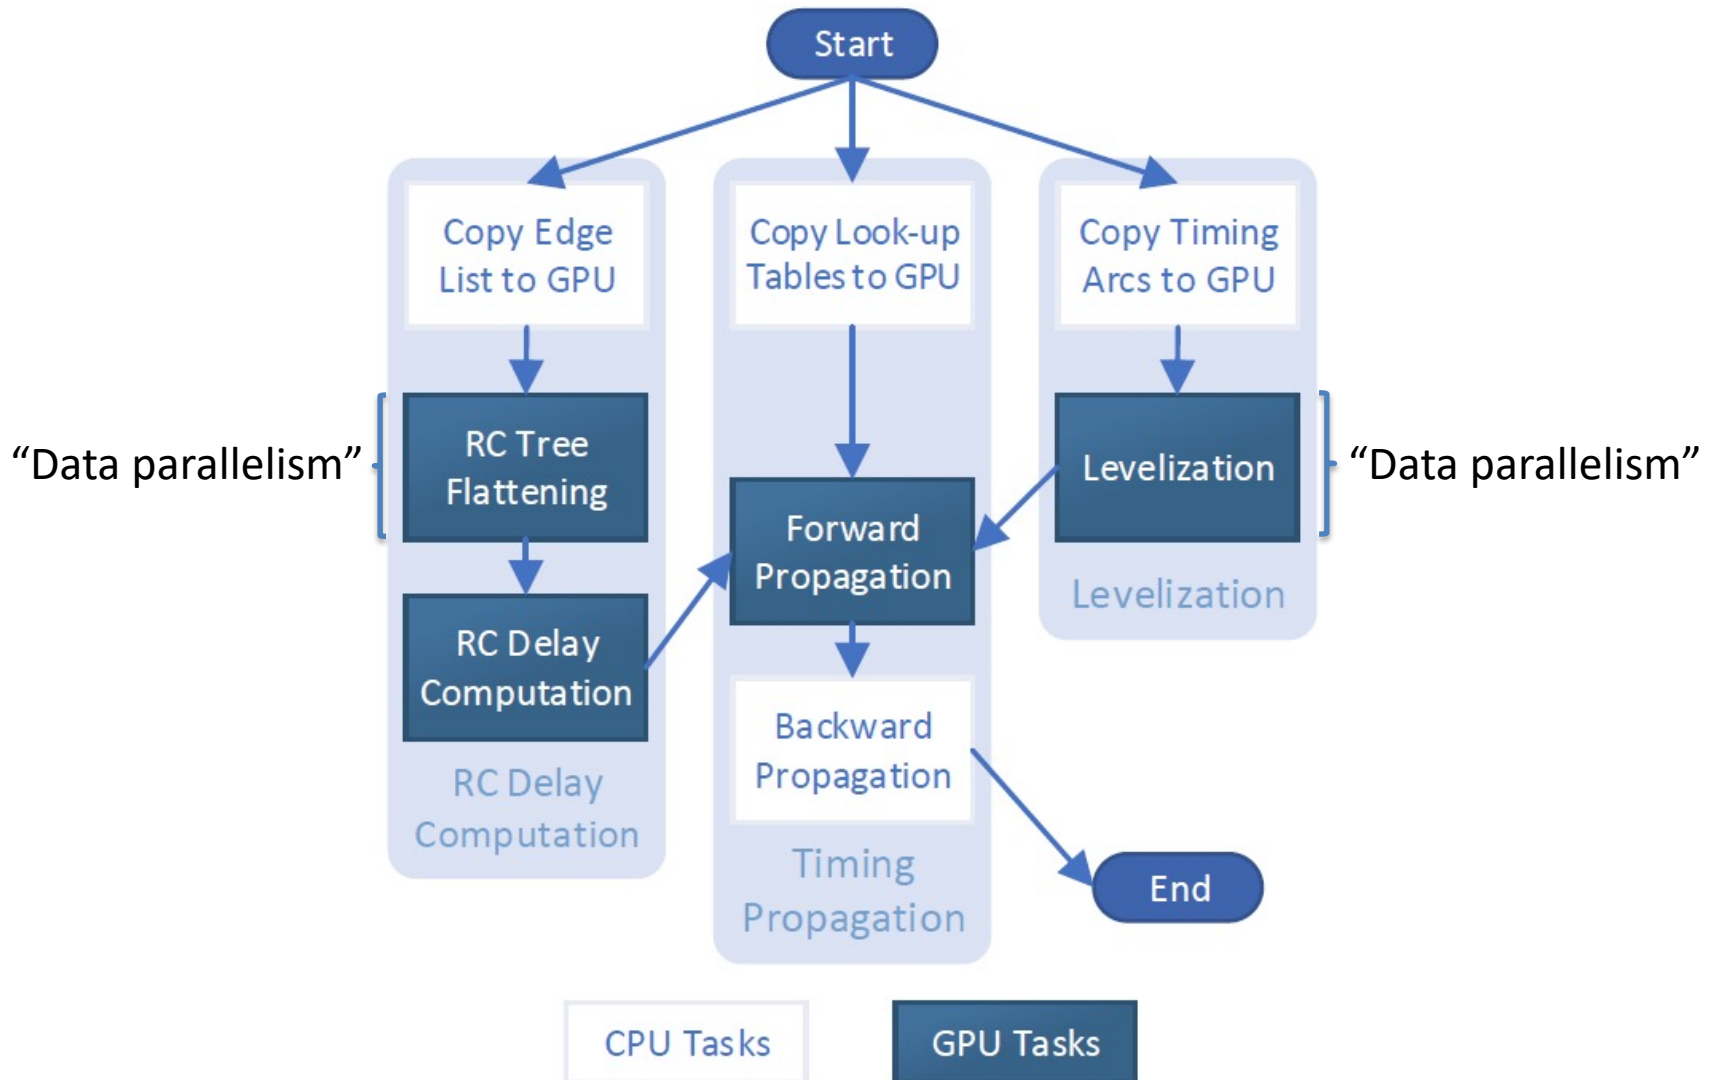 Start
Copy Edge
List to GPU
Copy Look-up
Tables to GPU
Copy Timing
Arcs to GPU
“Data parallelism”
RC Tree
Flattening
Levelization
“Data parallelism”
Forward
Propagation
Levelization
RC Delay
Computation
Backward
Propagation
RC Delay
Computation
Timing
Propagation
End
CPU Tasks
GPU Tasks